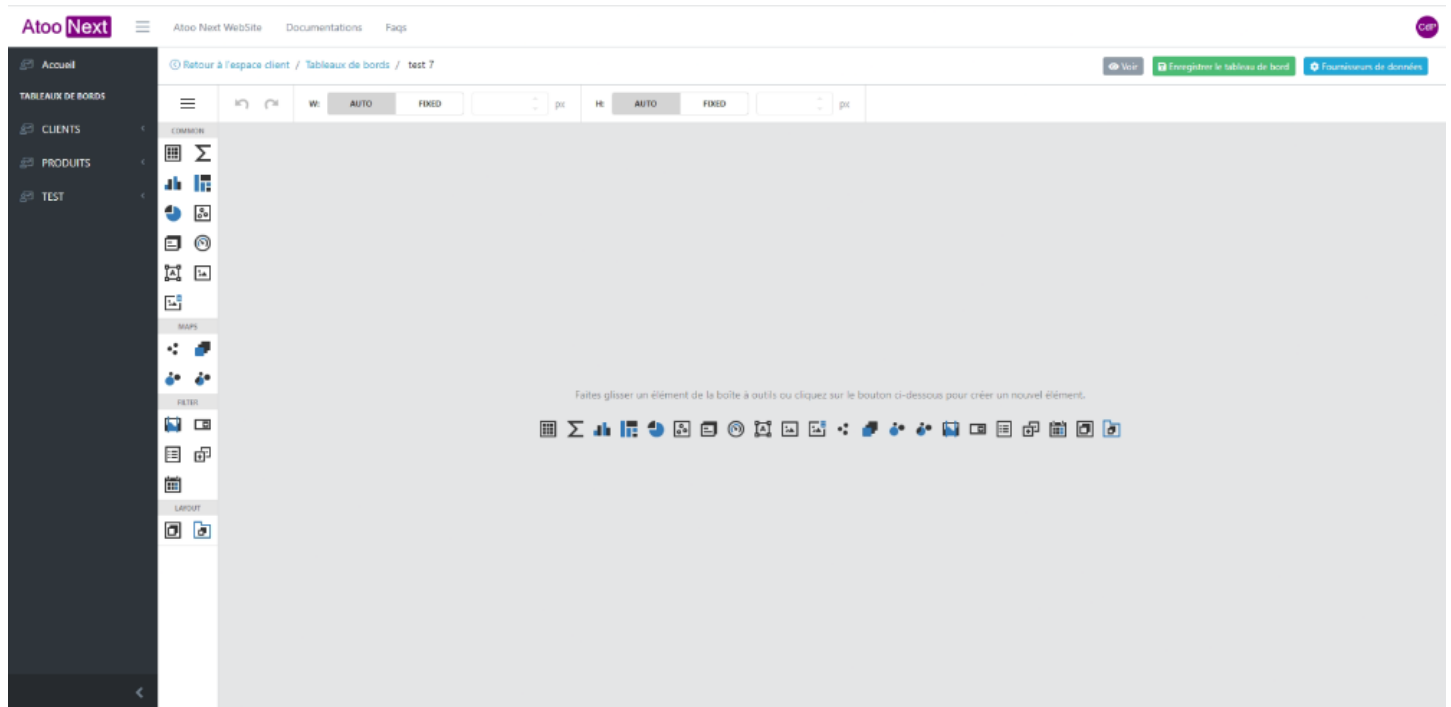 Atoo Next
Atoo Next WebSite Documentations Faqs
CdP
Accueil
TABLEAUX DE BORDS
CLIENTS
PRODUITS
TEST
Retour à l'espace client / Tableaux de bords / test 7
Voir
Enregistrer le tableau de bord
Fournisseurs de données
W: AUTO FIXED px H: AUTO FIXED px
COMMON
MAPS
FILTER
LAYOUT
Faites glisser un élément de la boîte à outils ou cliquez sur le bouton ci-dessous pour créer un nouvel élément.